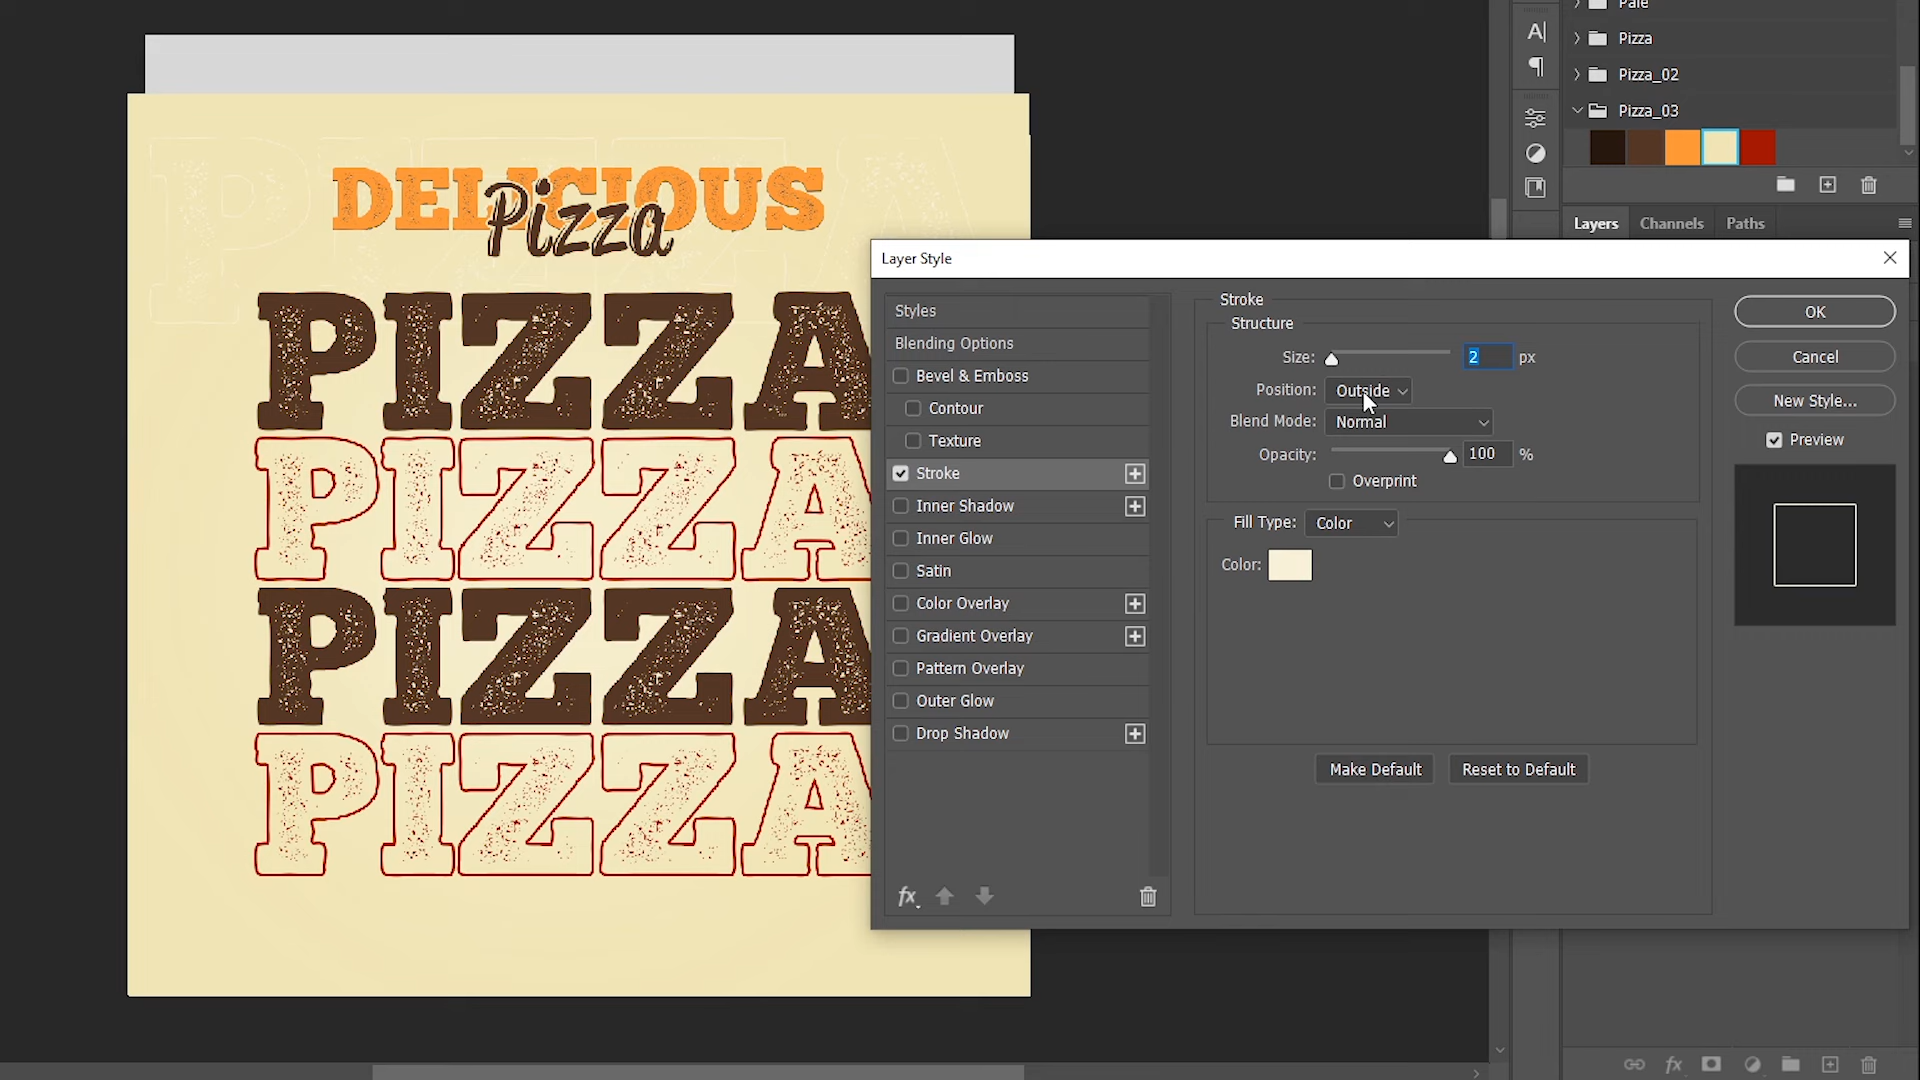 Pale
Pizza
Pizza_02
Pizza_03
Layers Channels Paths
DELICIOUS
Pizza
PIZZA
PIZZA
PIZZA
PIZZA
PIZZA
Layer Style
Styles
Blending Options
Bevel & Emboss
Contour
Texture
Stroke
Inner Shadow
Inner Glow
Satin
Color Overlay
Gradient Overlay
Pattern Overlay
Outer Glow
Drop Shadow
fx
Stroke
Structure
Size: 2 px
Position: Outside
Blend Mode: Normal
Opacity: 100 %
Overprint
Fill Type: Color
Color:
Make Default Reset to Default
OK
Cancel
New Style...
Preview
fx